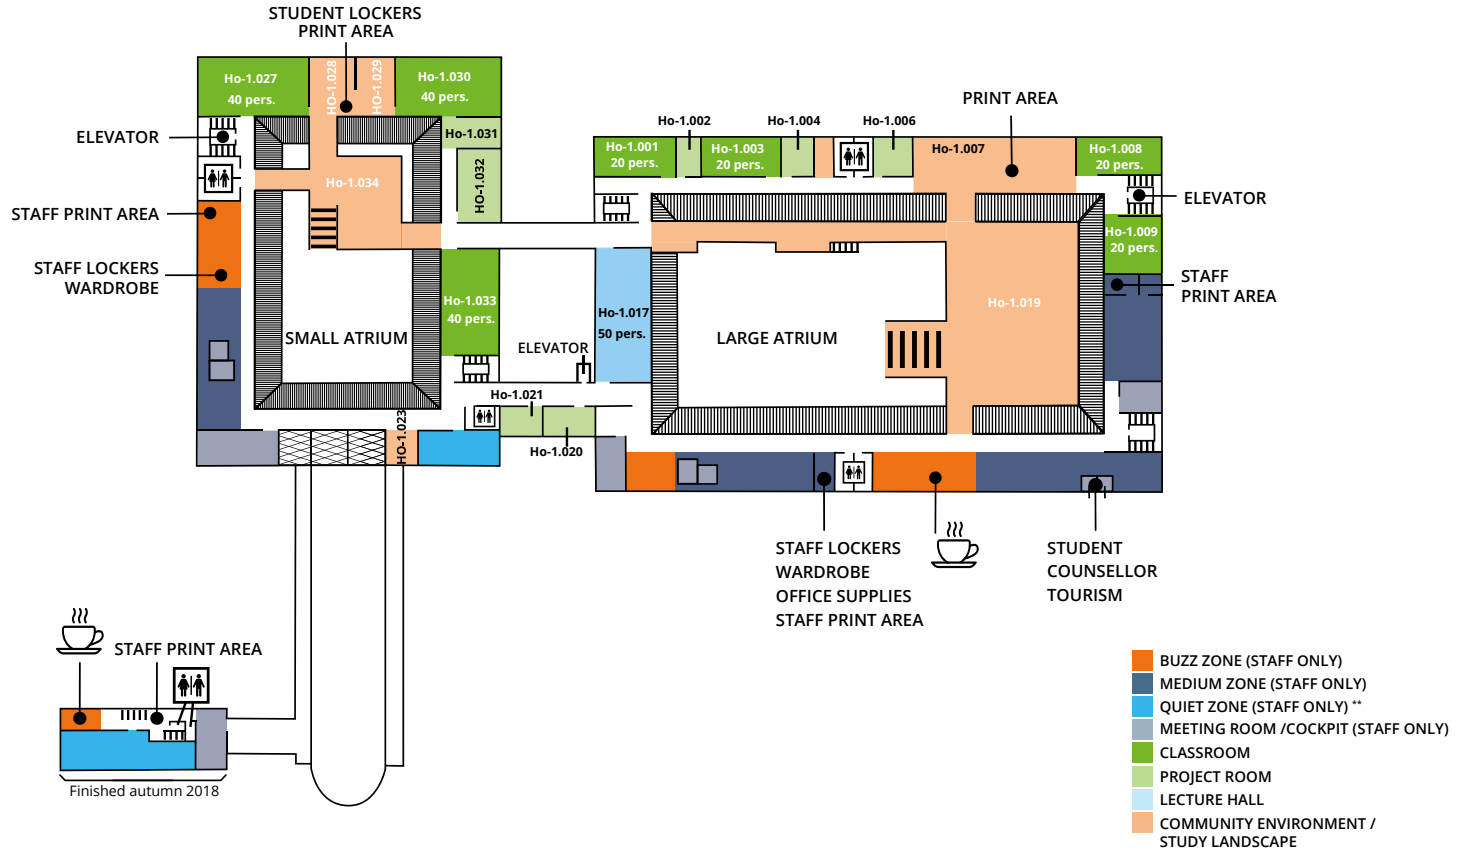 STUDENT LOCKERS
PRINT AREA
Ho-1.027
40 pers.
HO-1.028
HO-1.029
Ho-1.030
40 pers.
ELEVATOR
Ho-1.031
HO-1.032
Ho-1.034
STAFF PRINT AREA
STAFF LOCKERS
WARDROBE
Ho-1.033
40 pers.
SMALL ATRIUM
ELEVATOR
Ho-1.017
50 pers.
Ho-1.021
Ho-1.020
HO-1.023
PRINT AREA
Ho-1.002
Ho-1.004
Ho-1.006
Ho-1.001
20 pers.
Ho-1.003
20 pers.
Ho-1.007
Ho-1.008
20 pers.
ELEVATOR
Ho-1.009
20 pers.
STAFF
PRINT AREA
Ho-1.019
LARGE ATRIUM
STAFF LOCKERS
WARDROBE
OFFICE SUPPLIES
STAFF PRINT AREA
STUDENT
COUNSELLOR
TOURISM
STAFF PRINT AREA
Finished autumn 2018
BUZZ ZONE (STAFF ONLY)
MEDIUM ZONE (STAFF ONLY)
QUIET ZONE (STAFF ONLY) **
MEETING ROOM /COCKPIT (STAFF ONLY)
CLASSROOM
PROJECT ROOM
LECTURE HALL
COMMUNITY ENVIRONMENT /
STUDY LANDSCAPE